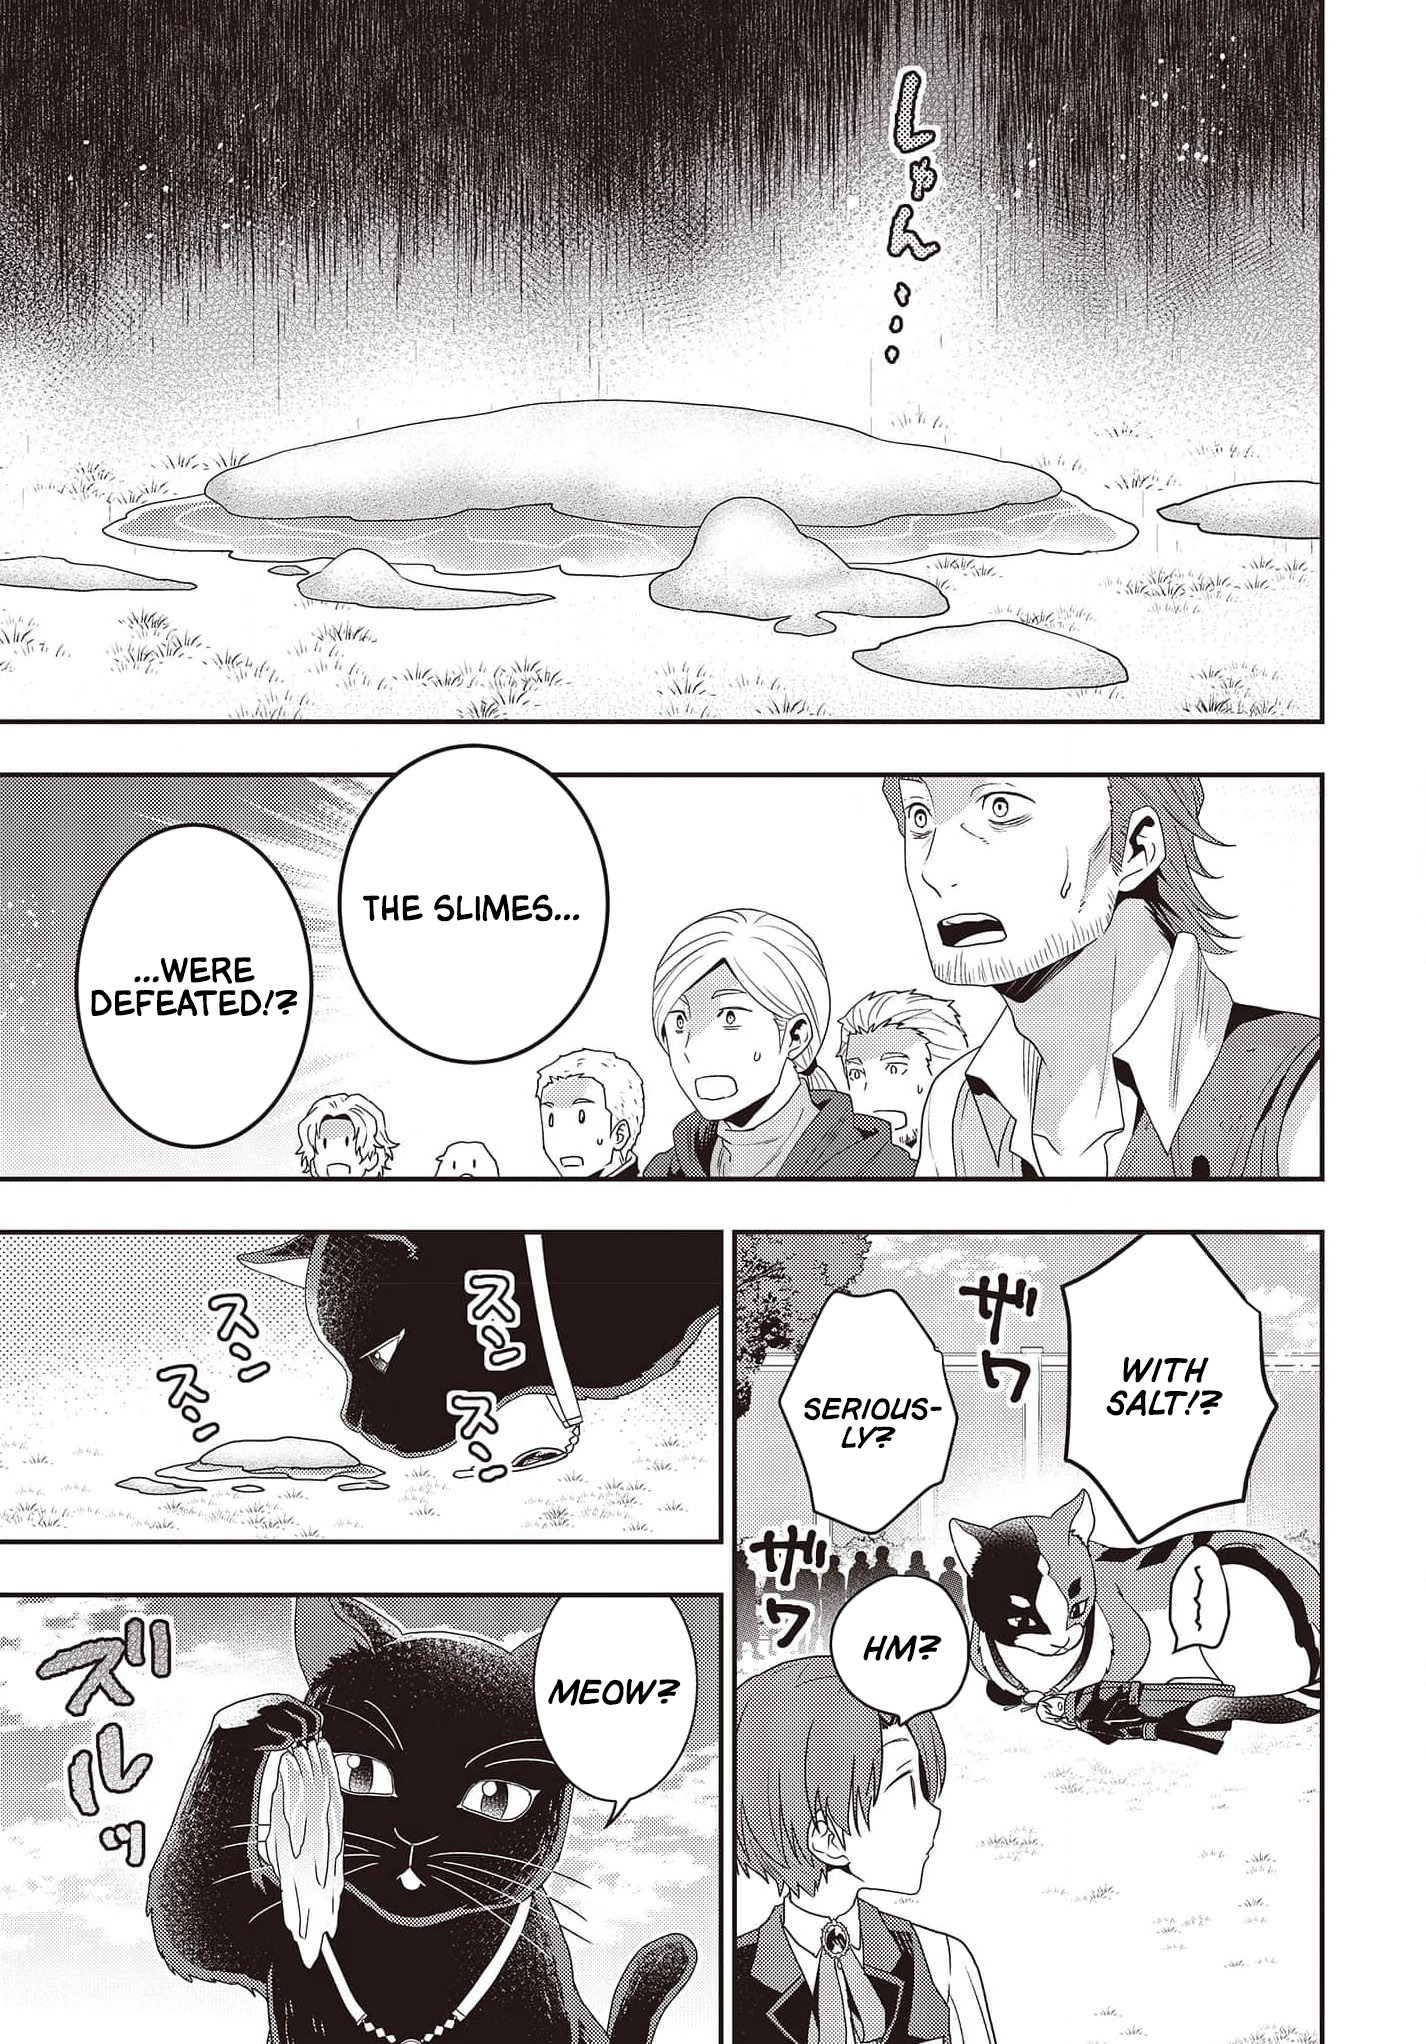 しゃん・・・
THE SLIMES...
...WERE
DEFEATED!?
WITH
SALT!?
ザワ
SERIOUS-
LY?
ザワ
HM?
スン
スン
スン
スン
MEOW?
ズルッ